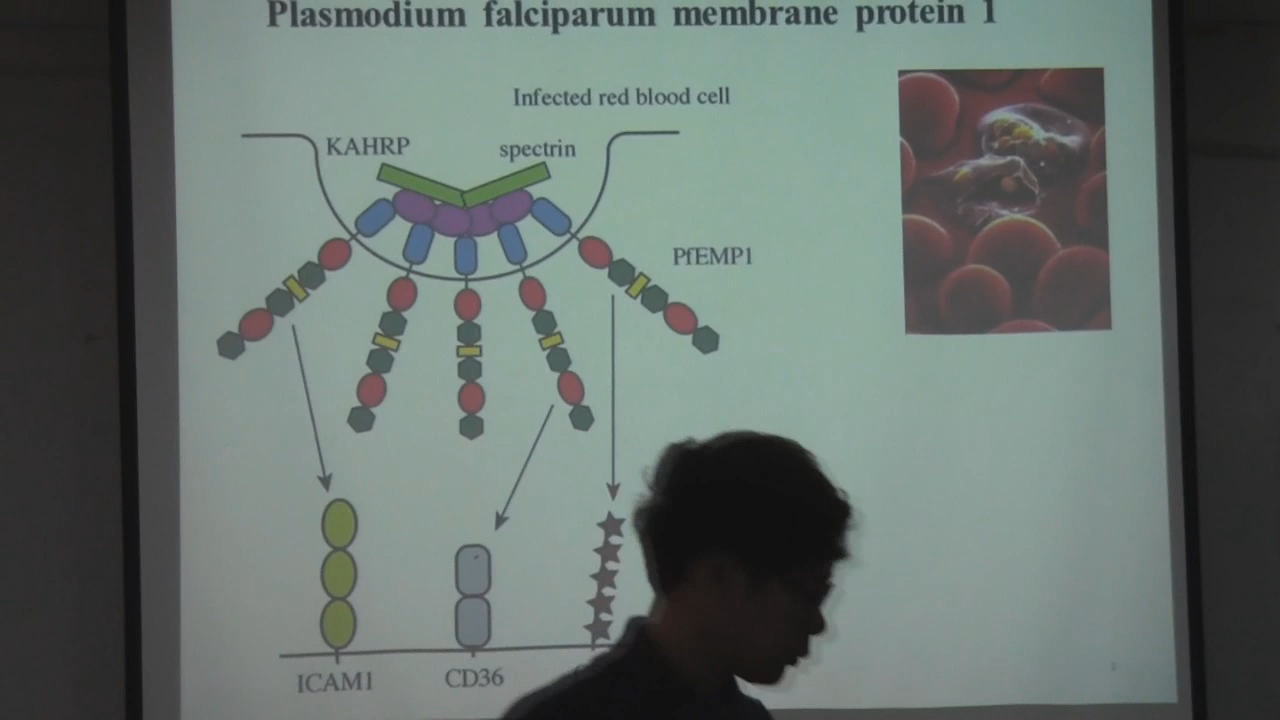 Plasmodium falciparum membrane protein 1
Infected red blood cell
KAHRP
spectrin
PfEMP1
ICAM1
CD36